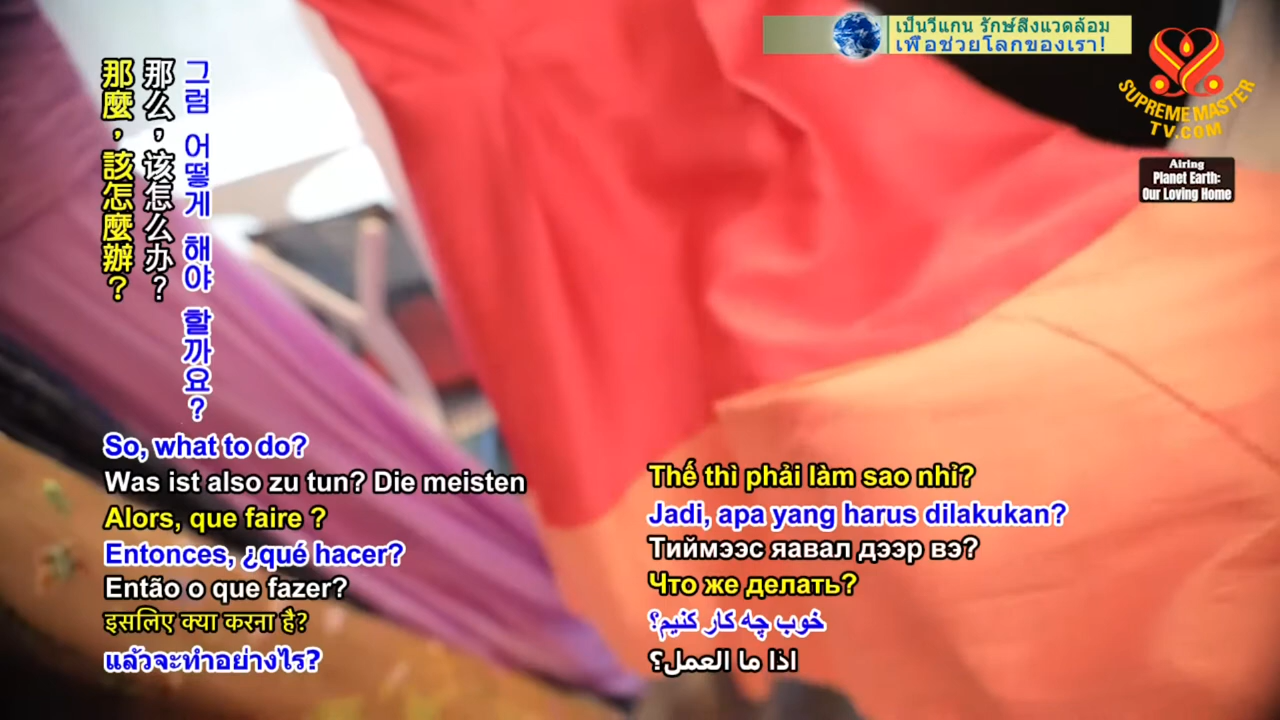 เป็นวีแกน รักษ์สิ่งแวดล้อม
เพื่อช่วยโลกของเรา!
SUPREME MASTER
TV.COM
Airing
Planet Earth:
Our Loving Home
그럼 어떻게 해야 할까요?
那么，该怎么办？
那麼，該怎麼辦？
So, what to do?
Was ist also zu tun? Die meisten
Alors, que faire ?
Entonces, ¿qué hacer?
Então o que fazer?
इसलिए क्या करना है?
แล้วจะทำอย่างไร?
Thế thì phải làm sao nhỉ?
Jadi, apa yang harus dilakukan?
Тиймээс яавал дээр вэ?
Что же делать?
خوب چه کار کنیم؟
اذا ما العمل؟